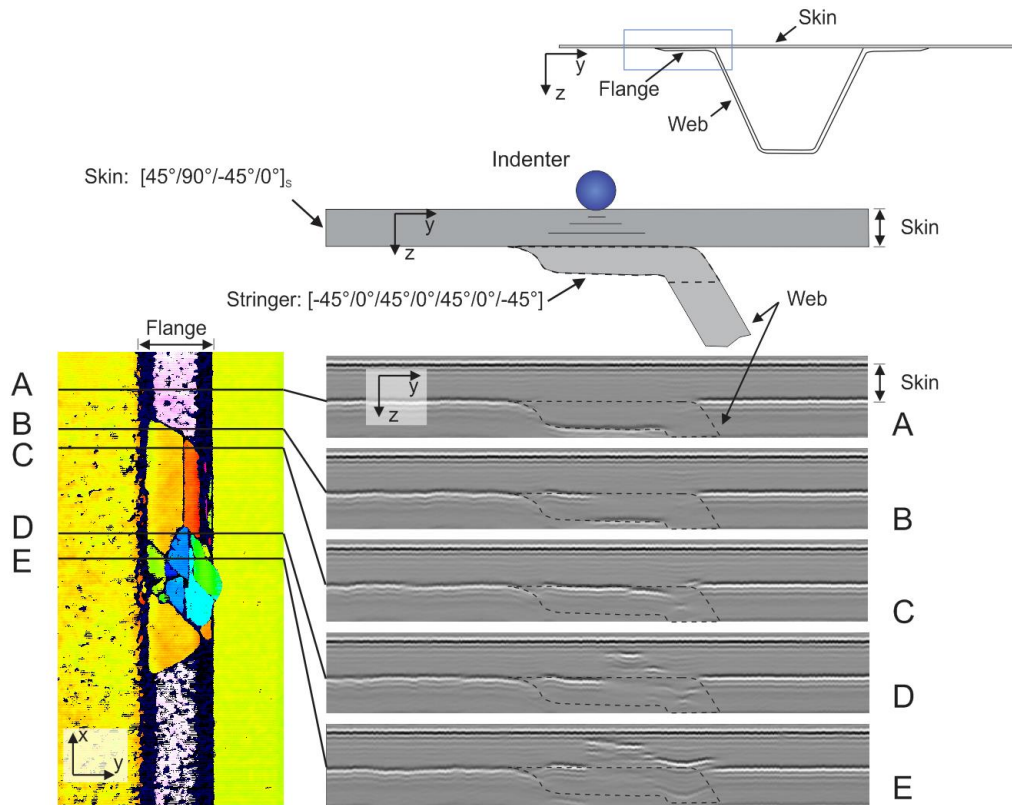 Skin
y
z
Flange
Web
Indenter
Skin: [45°/90°/-45°/0°]s
y
z
Skin
Stringer: [-45°/0°/45°/0°/45°/0°/-45°]
Web
Flange
A
B
C
D
E
x
y
y
z
Skin
A
B
C
D
E